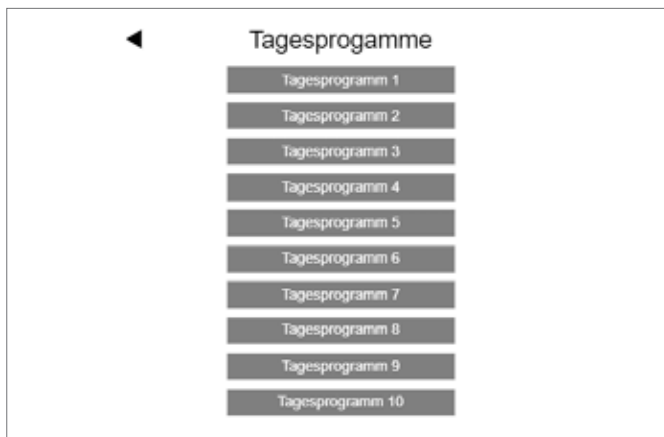 Tagesprogamme
Tagesprogramm 1
Tagesprogramm 2
Tagesprogramm 3
Tagesprogramm 4
Tagesprogramm 5
Tagesprogramm 6
Tagesprogramm 7
Tagesprogramm 8
Tagesprogramm 9
Tagesprogramm 10